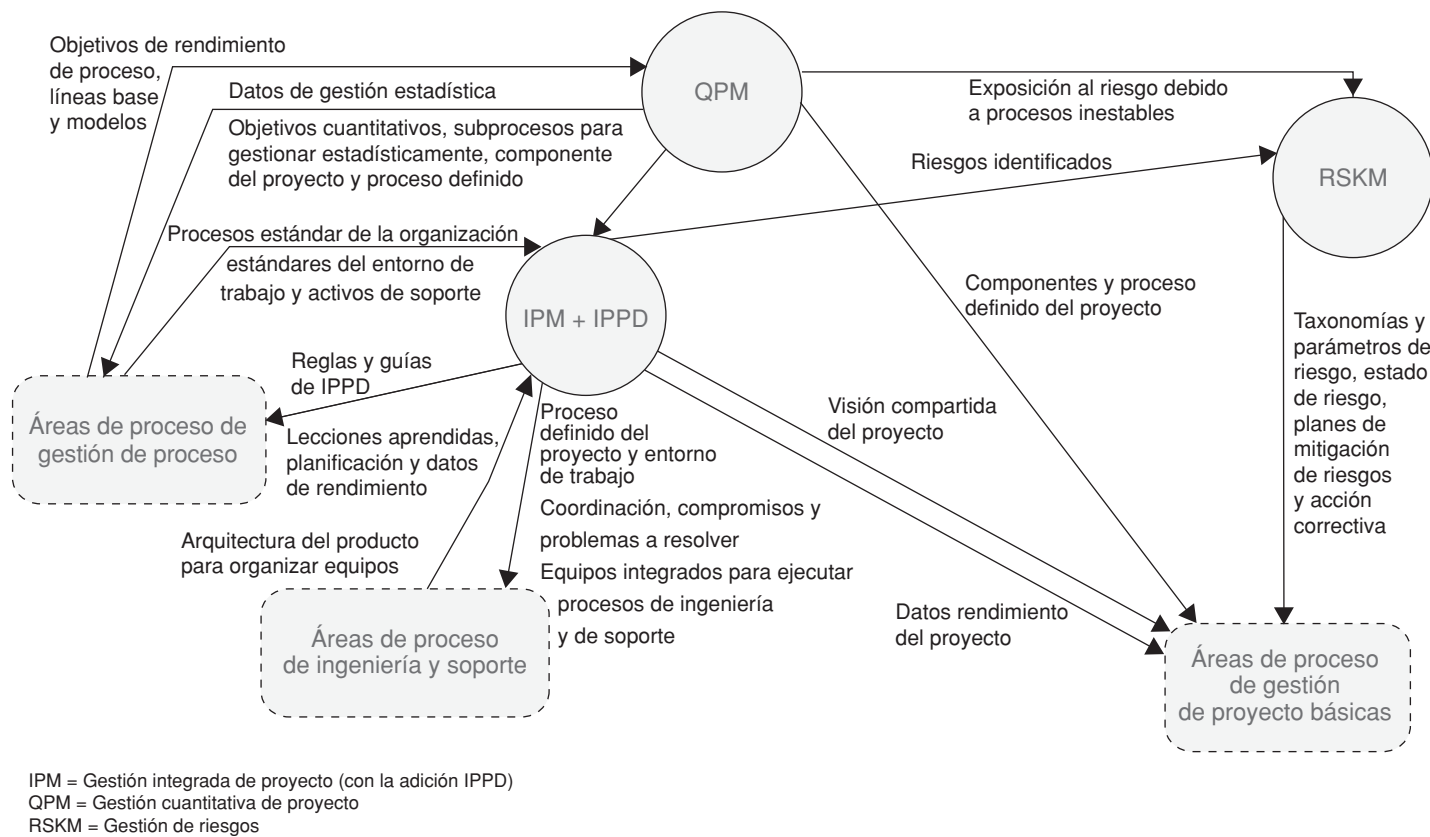 Objetivos de rendimiento
de proceso,
líneas base
y modelos
Datos de gestión estadística
Objetivos cuantitativos, subprocesos para
gestionar estadísticamente, componente
del proyecto y proceso definido
QPM
Exposición al riesgo debido
a procesos inestables
Riesgos identificados
RSKM
Procesos estándar de la organización
estándares del entorno de
trabajo y activos de soporte
IPM + IPPD
Componentes y proceso
definido del proyecto
Taxonomías y
parámetros de
riesgo, estado
de riesgo,
planes de
mitigación
de riesgos
y acción
correctiva
Reglas y guías
de IPPD
Áreas de proceso de
gestión de proceso
Lecciones aprendidas,
planificación y datos
de rendimiento
Proceso
definido del
proyecto y entorno
de trabajo
Visión compartida
del proyecto
Coordinación, compromisos y
problemas a resolver
Arquitectura del producto
para organizar equipos
Equipos integrados para ejecutar
procesos de ingeniería
y de soporte
Datos rendimiento
del proyecto
Áreas de proceso
de ingeniería y soporte
Áreas de proceso
de gestión
de proyecto básicas
IPM = Gestión integrada de proyecto (con la adición IPPD)
QPM = Gestión cuantitativa de proyecto
RSKM = Gestión de riesgos